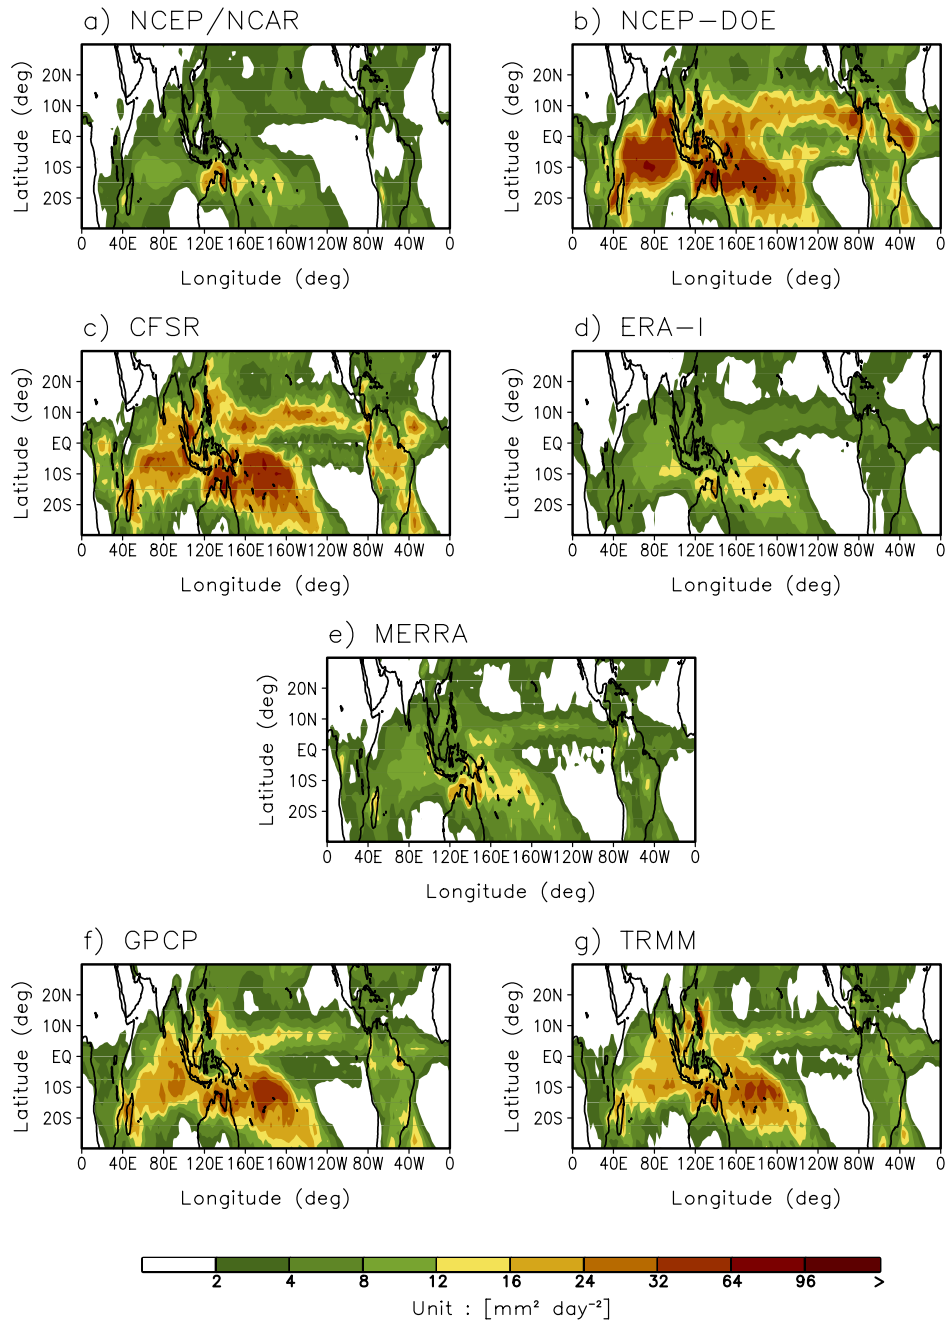 a) NCEP/NCAR
b) NCEP-DOE
20N
10N
EQ
10S
20S
Latitude (deg)
0 40E 80E 120E 160E 160W 120W 80W 40W 0
Longitude (deg)
20N
10N
EQ
10S
20S
Latitude (deg)
0 40E 80E 120E 160E 160W 120W 80W 40W 0
Longitude (deg)
c) CFSR
d) ERA-I
20N
10N
EQ
10S
20S
Latitude (deg)
0 40E 80E 120E 160E 160W 120W 80W 40W 0
Longitude (deg)
20N
10N
EQ
10S
20S
Latitude (deg)
0 40E 80E 120E 160E 160W 120W 80W 40W 0
Longitude (deg)
e) MERRA
20N
10N
EQ
10S
20S
Latitude (deg)
0 40E 80E 120E 160E 160W 120W 80W 40W 0
Longitude (deg)
f) GPCP
g) TRMM
20N
10N
EQ
10S
20S
Latitude (deg)
0 40E 80E 120E 160E 160W 120W 80W 40W 0
Longitude (deg)
20N
10N
EQ
10S
20S
Latitude (deg)
0 40E 80E 120E 160E 160W 120W 80W 40W 0
Longitude (deg)
2 4 8 12 16 24 32 64 96 >
Unit : [mm² day⁻²]